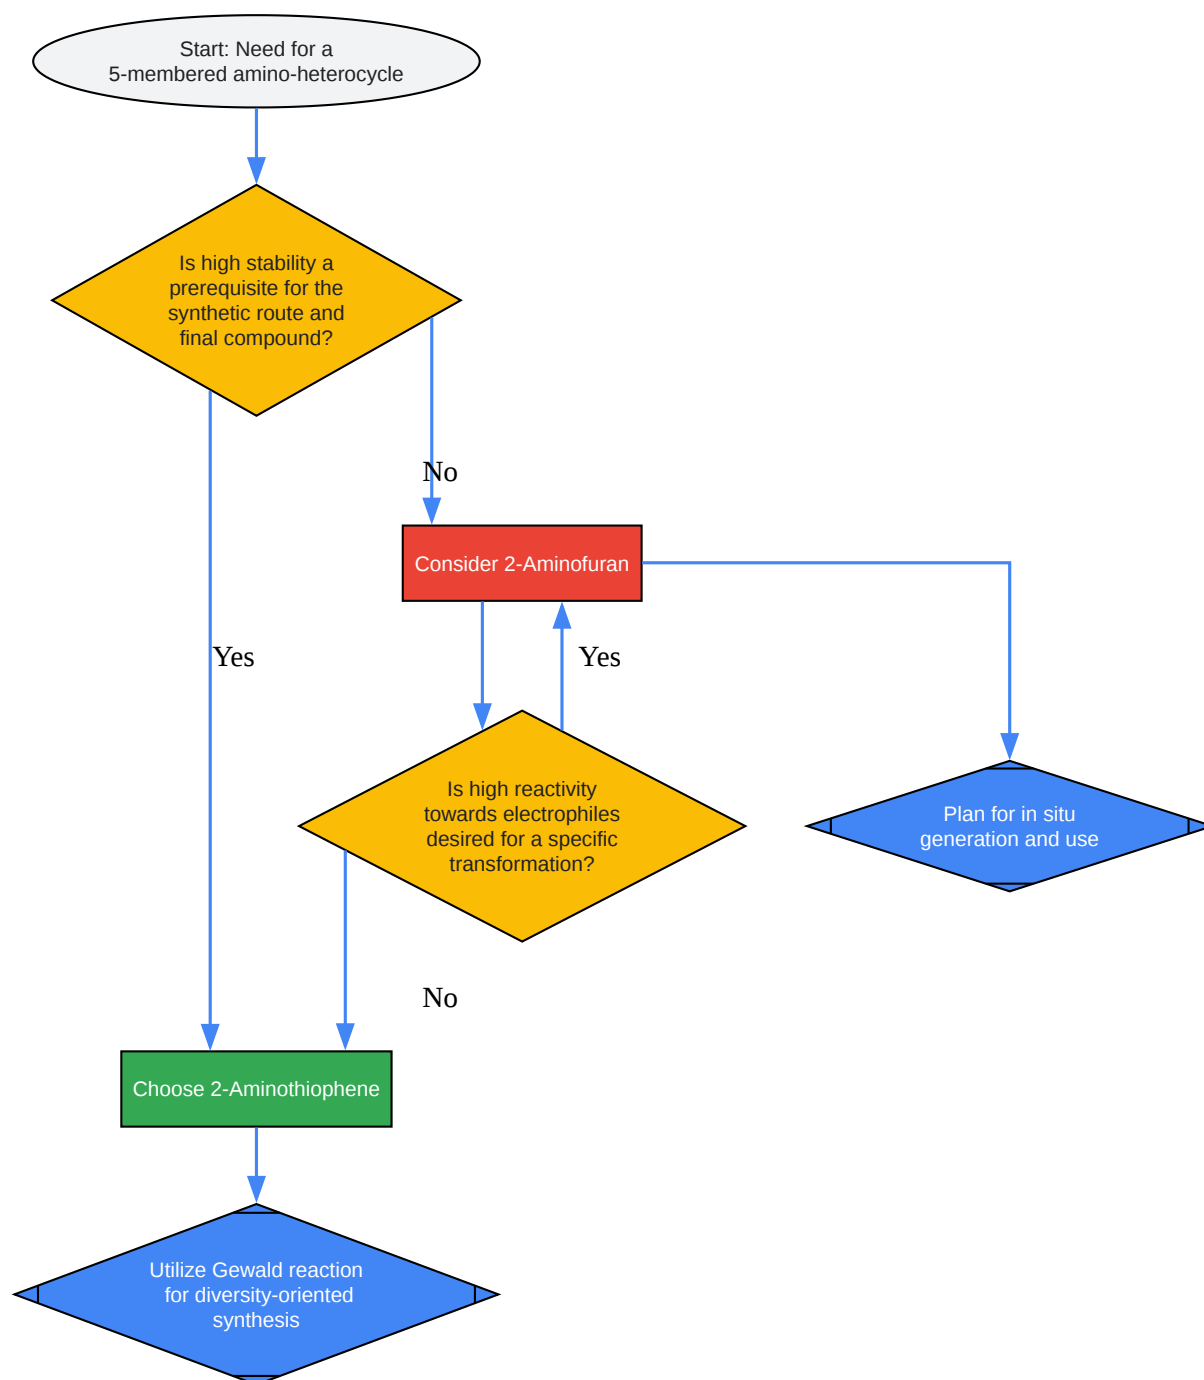 Start: Need for a
5-membered amino-heterocycle
Is high stability a
prerequisite for the
synthetic route and
final compound?
No
Consider 2-Aminofuran
Yes
Yes
Is high reactivity
towards electrophiles
desired for a specific
transformation?
Plan for in situ
generation and use
No
Choose 2-Aminothiophene
Utilize Gewald reaction
for diversity-oriented
synthesis